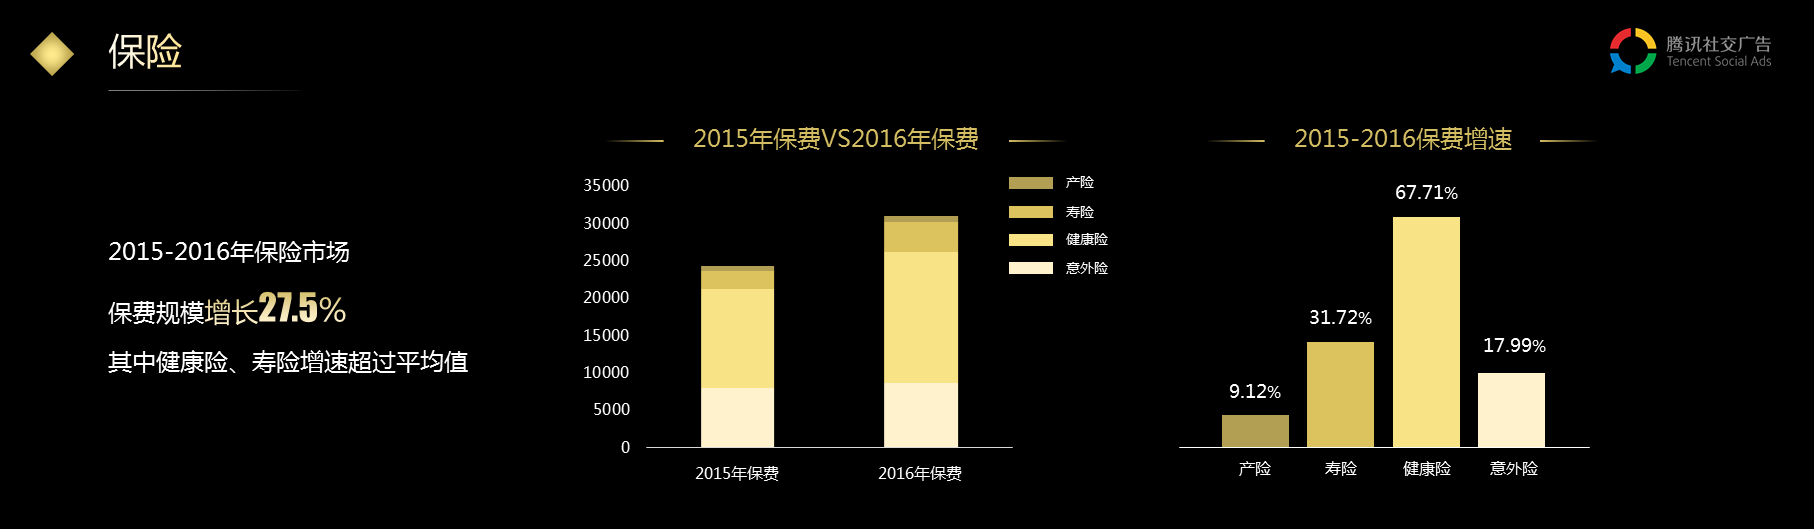 保险
腾讯社交广告
Tencent Social Ads
2015-2016年保险市场
保费规模增长27.5%
其中健康险、寿险增速超过平均值
2015年保费VS2016年保费
35000
30000
25000
20000
15000
10000
5000
0
2015年保费
2016年保费
产险
寿险
健康险
意外险
2015-2016保费增速
9.12%
31.72%
67.71%
17.99%
产险
寿险
健康险
意外险